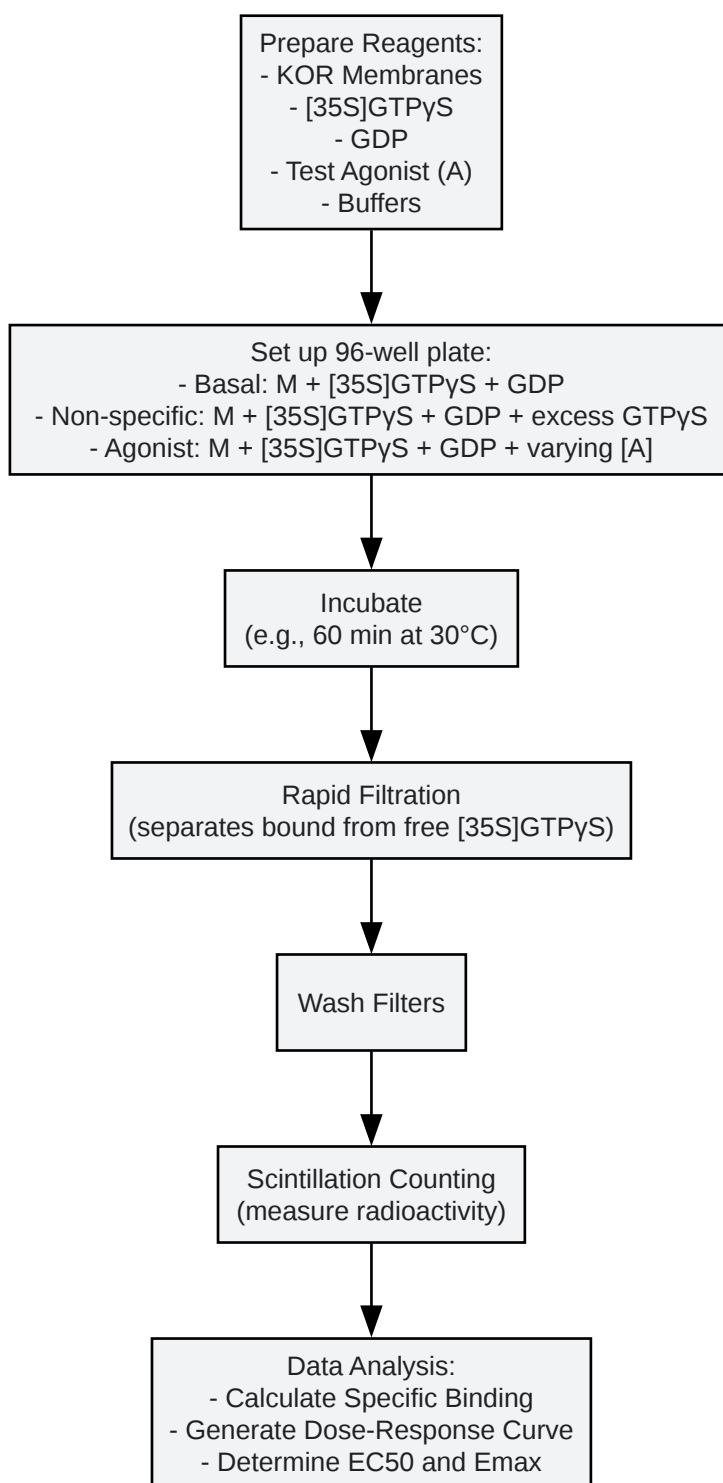 Prepare Reagents:
- KOR Membranes
- [35S]GTPγS
- GDP
- Test Agonist (A)
- Buffers
Set up 96-well plate:
- Basal: M + [35S]GTPγS + GDP
- Non-specific: M + [35S]GTPγS + GDP + excess GTPγS
- Agonist: M + [35S]GTPγS + GDP + varying [A]
Incubate
(e.g., 60 min at 30°C)
Rapid Filtration
(separates bound from free [35S]GTPγS)
Wash Filters
Scintillation Counting
(measure radioactivity)
Data Analysis:
- Calculate Specific Binding
- Generate Dose-Response Curve
- Determine EC50 and Emax